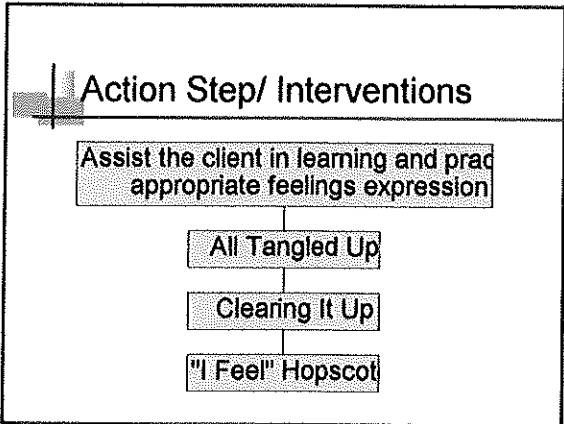 Action Step/ Interventions
Assist the client in learning and prac
appropriate feelings expression
All Tangled Up
Clearing It Up
"I Feel" Hopscot